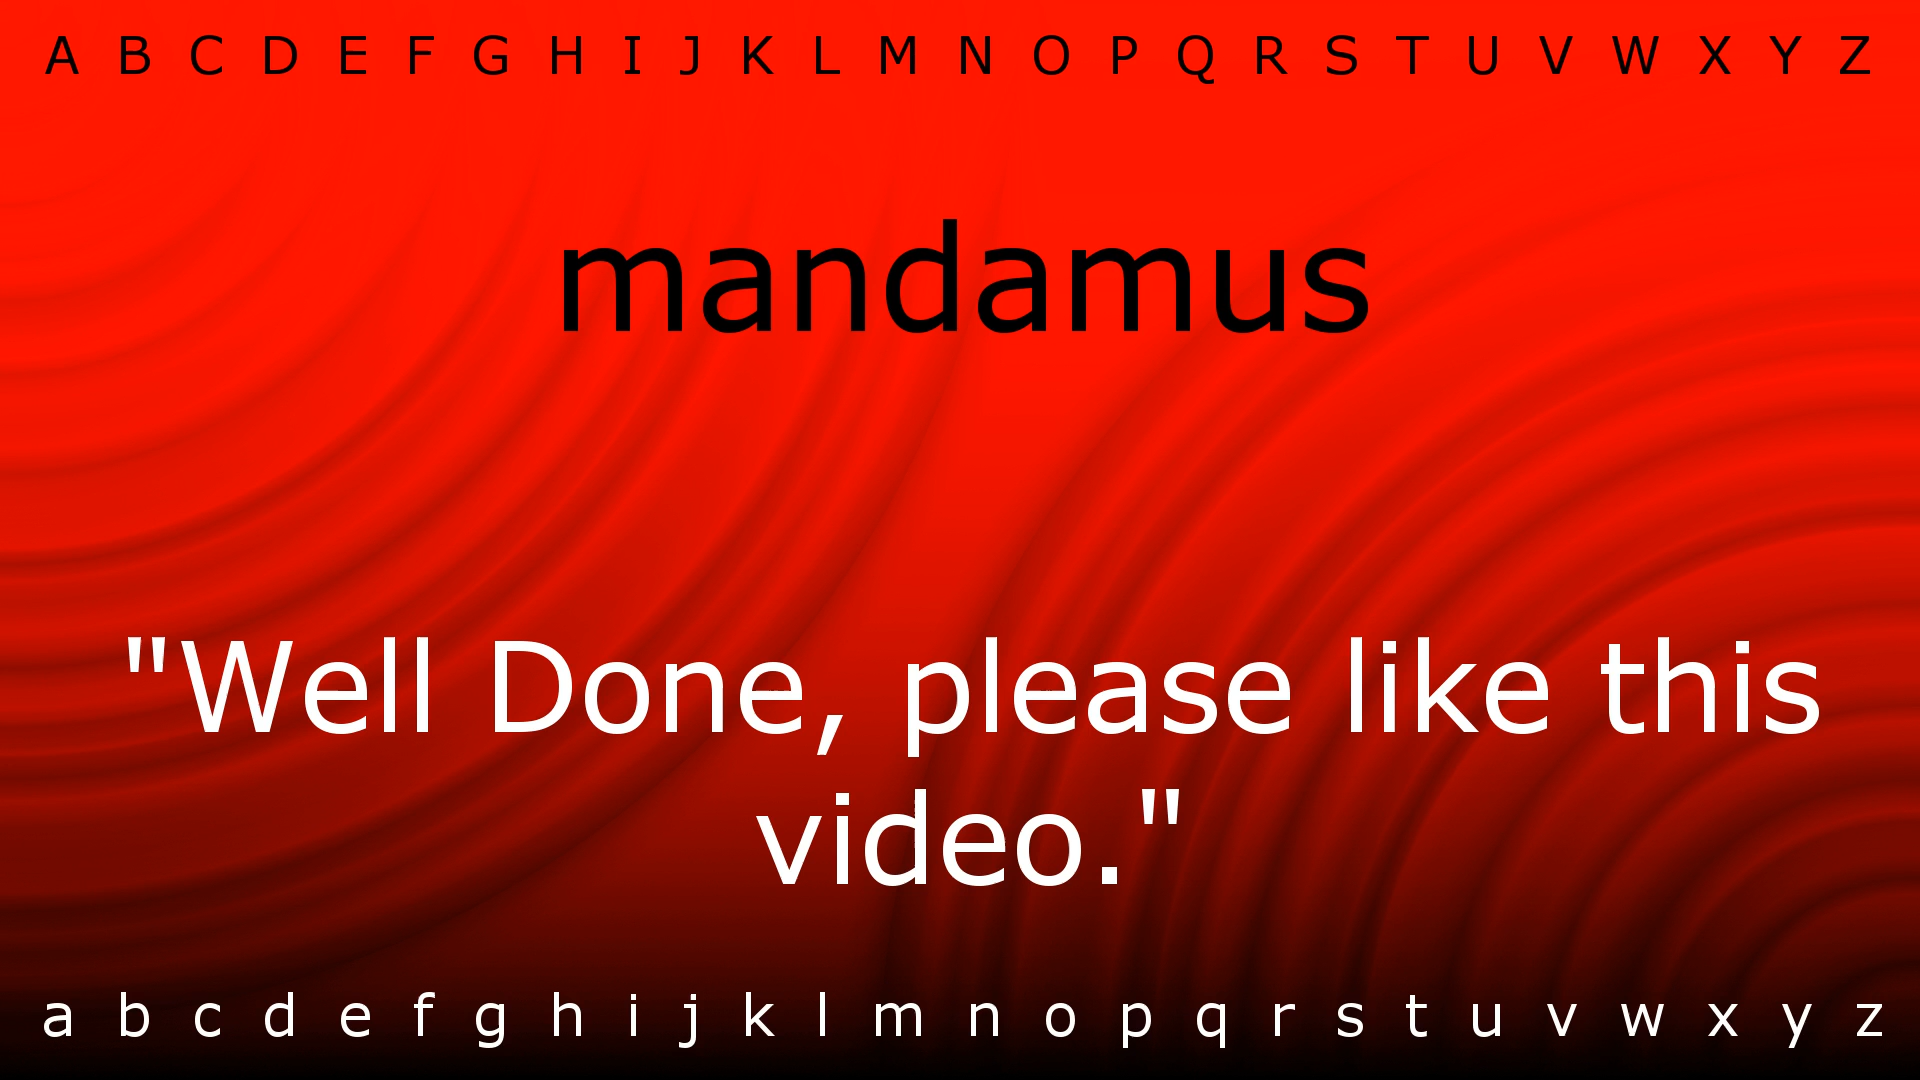 A B C D E F G H I J K L M N O P Q R S T U V W X Y Z
mandamus
"Well Done, please like this
video."
a b c d e f g h i j k l m n o p q r s t u v w x y z